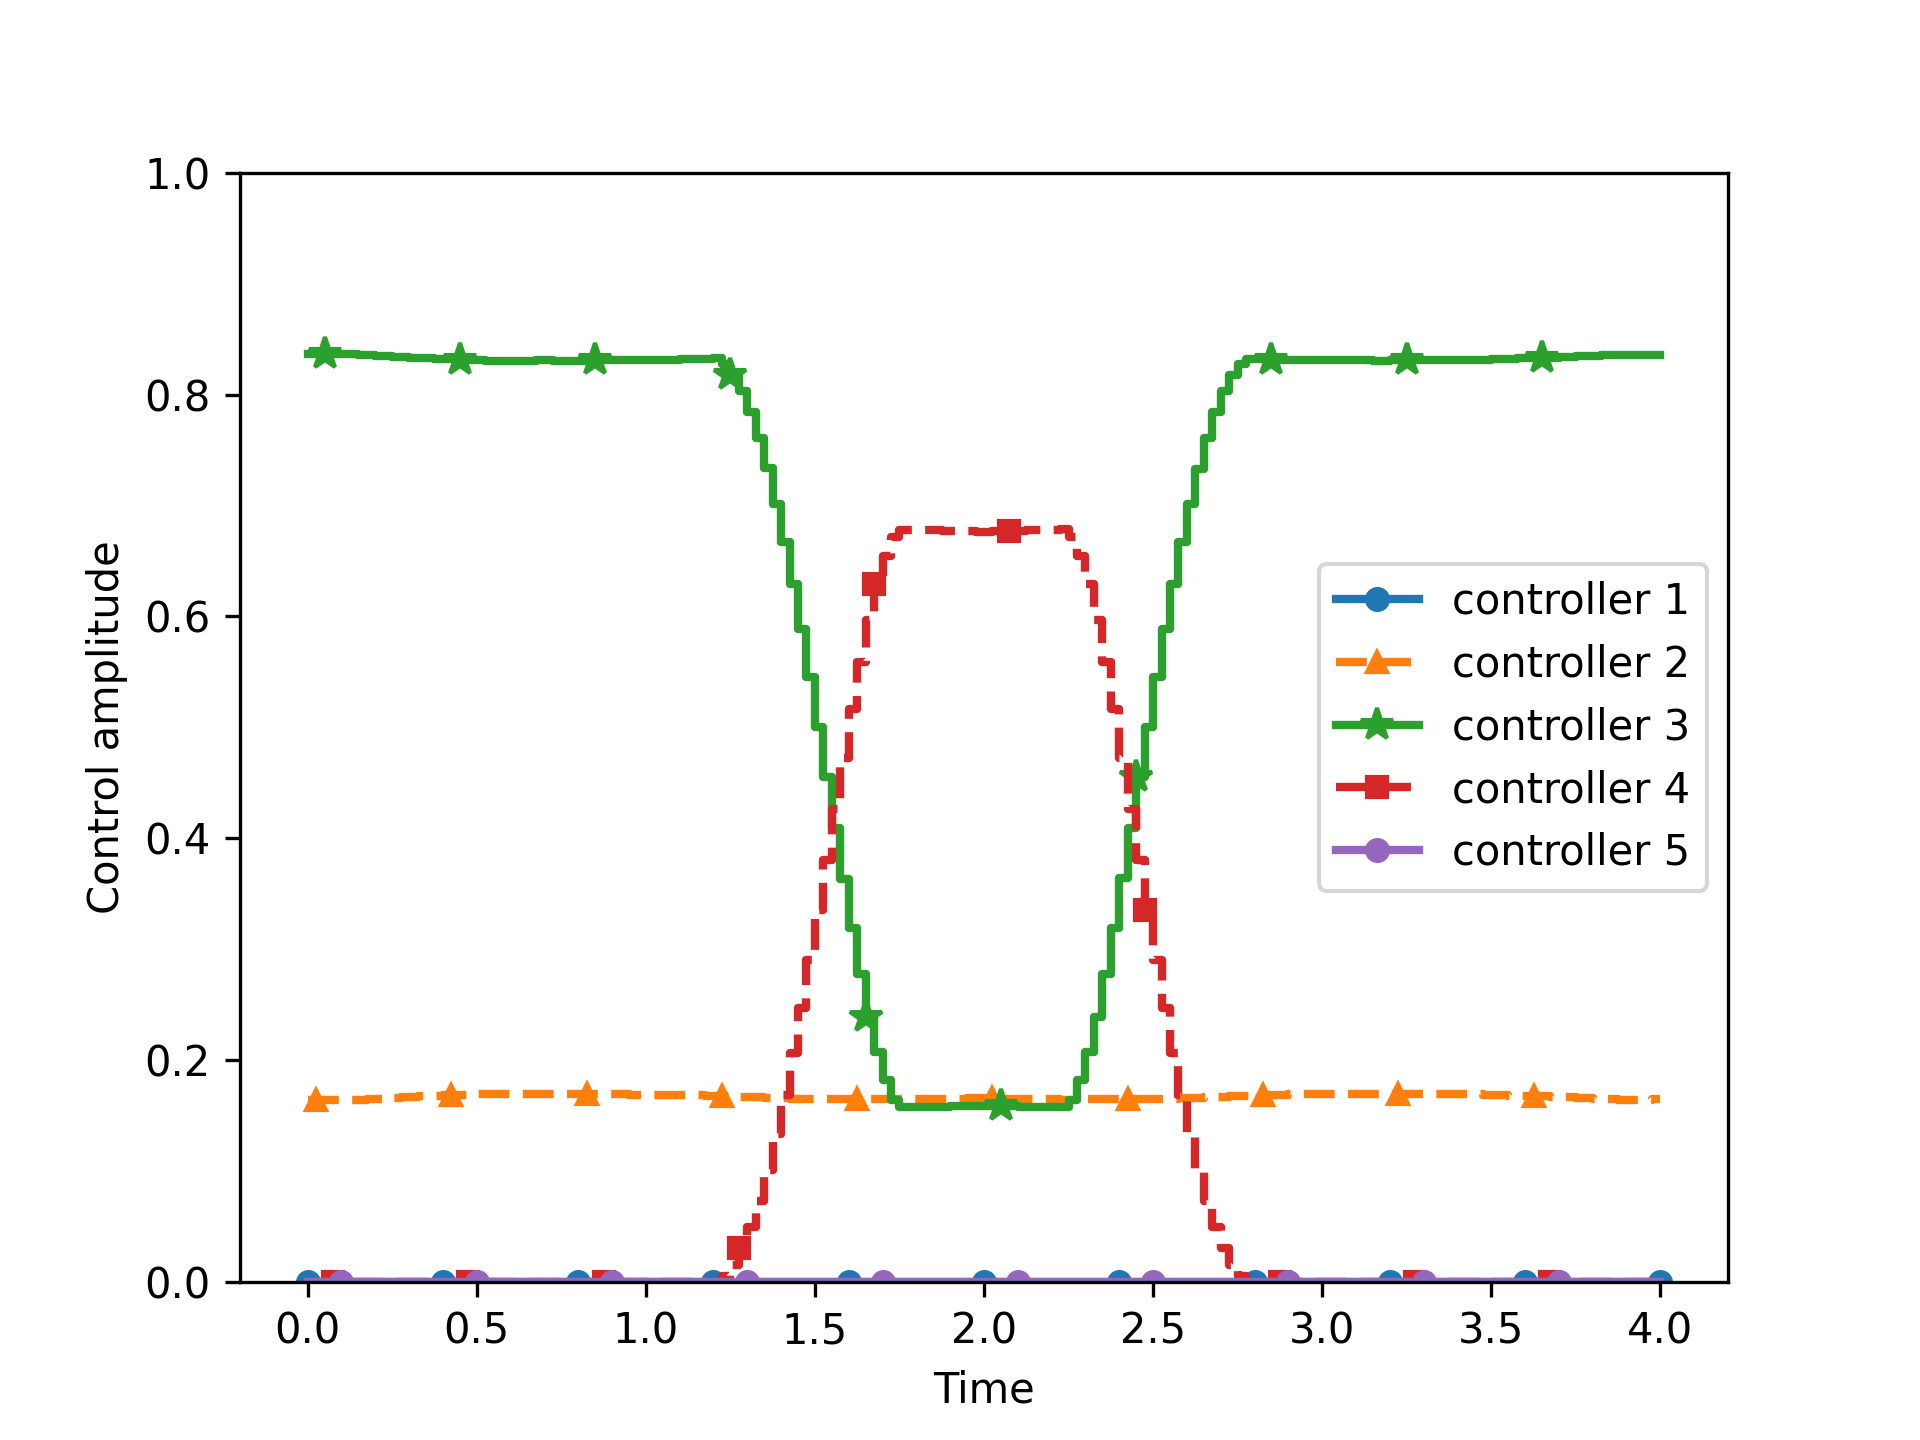 1.0
0.8
0.6
0.4
0.2
0.0
Control amplitude
controller 1
controller 2
controller 3
controller 4
controller 5
0.0 0.5 1.0 1.5 2.0 2.5 3.0 3.5 4.0
Time